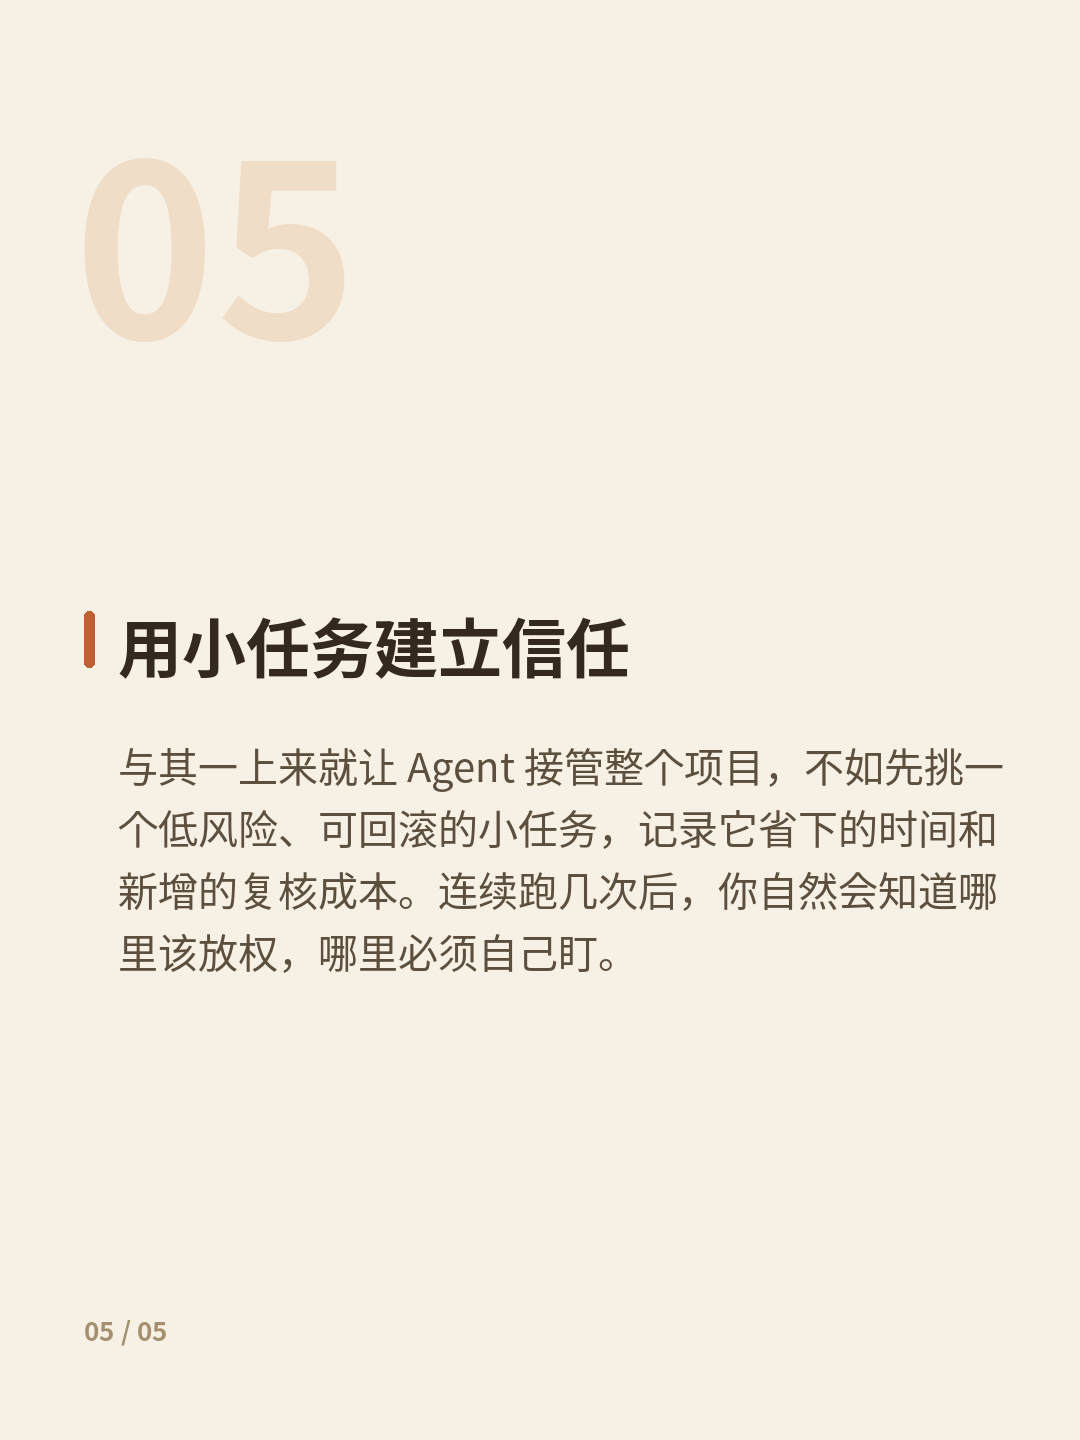 05
用小任务建立信任
与其一上来就让 Agent 接管整个项目，不如先挑一
个低风险、可回滚的小任务，记录它省下的时间和
新增的复核成本。连续跑几次后，你自然会知道哪
里该放权，哪里必须自己盯。
05 / 05